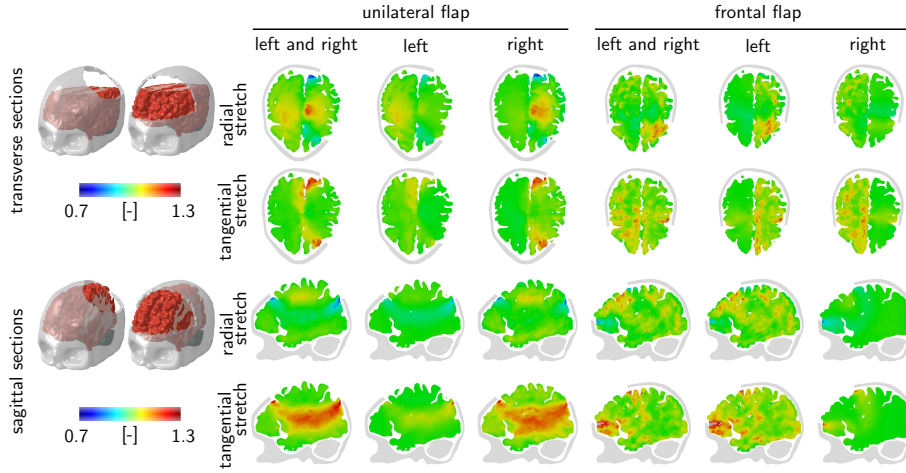 unilateral flap
frontal flap
left and right
left
right
left and right
left
right
transverse sections
radial
stretch
0.7
[-]
1.3
tangential
stretch
sagittal sections
radial
stretch
tangential
stretch
0.7
[-]
1.3